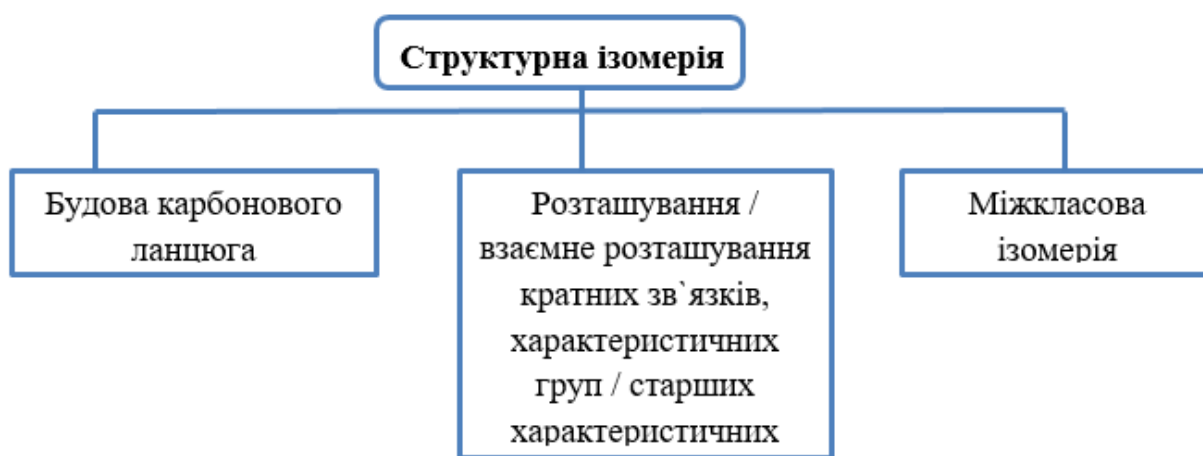 Структурна ізомерія
Будова карбонового
ланцюга
Розташування /
взаємне розташування
кратних зв`язків,
характеристичних
груп / старших
характеристичних
Міжкласова
ізомерія